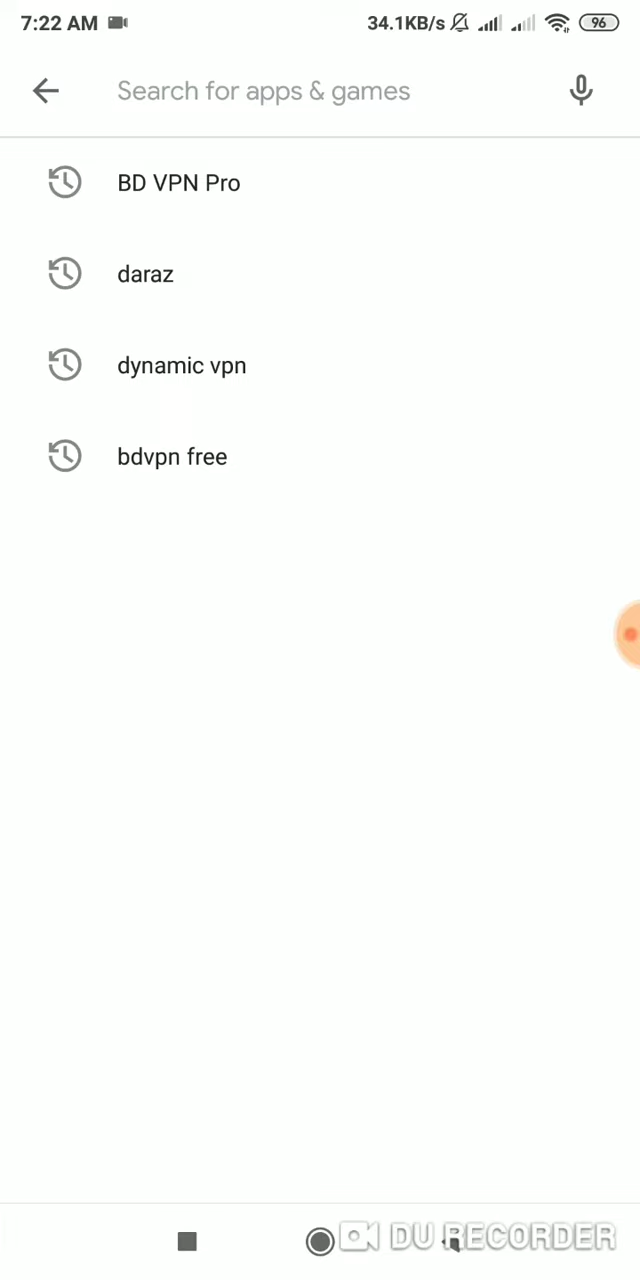 7:22 AM 34.1KB/s 96
Search for apps & games
BD VPN Pro
daraz
dynamic vpn
bdvpn free
DU RECORDER